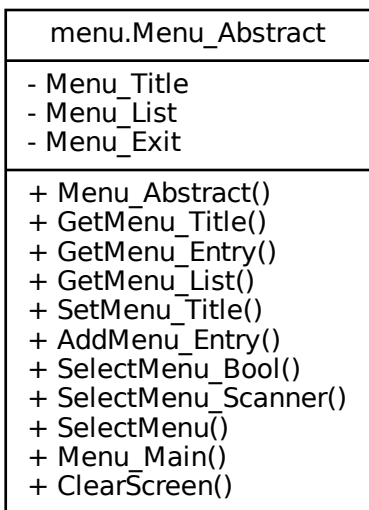 menu.Menu_Abstract
- Menu_Title
- Menu_List
- Menu_Exit
+ Menu_Abstract()
+ GetMenu_Title()
+ GetMenu_Entry()
+ GetMenu_List()
+ SetMenu_Title()
+ AddMenu_Entry()
+ SelectMenu_Bool()
+ SelectMenu_Scanner()
+ SelectMenu()
+ Menu_Main()
+ ClearScreen()